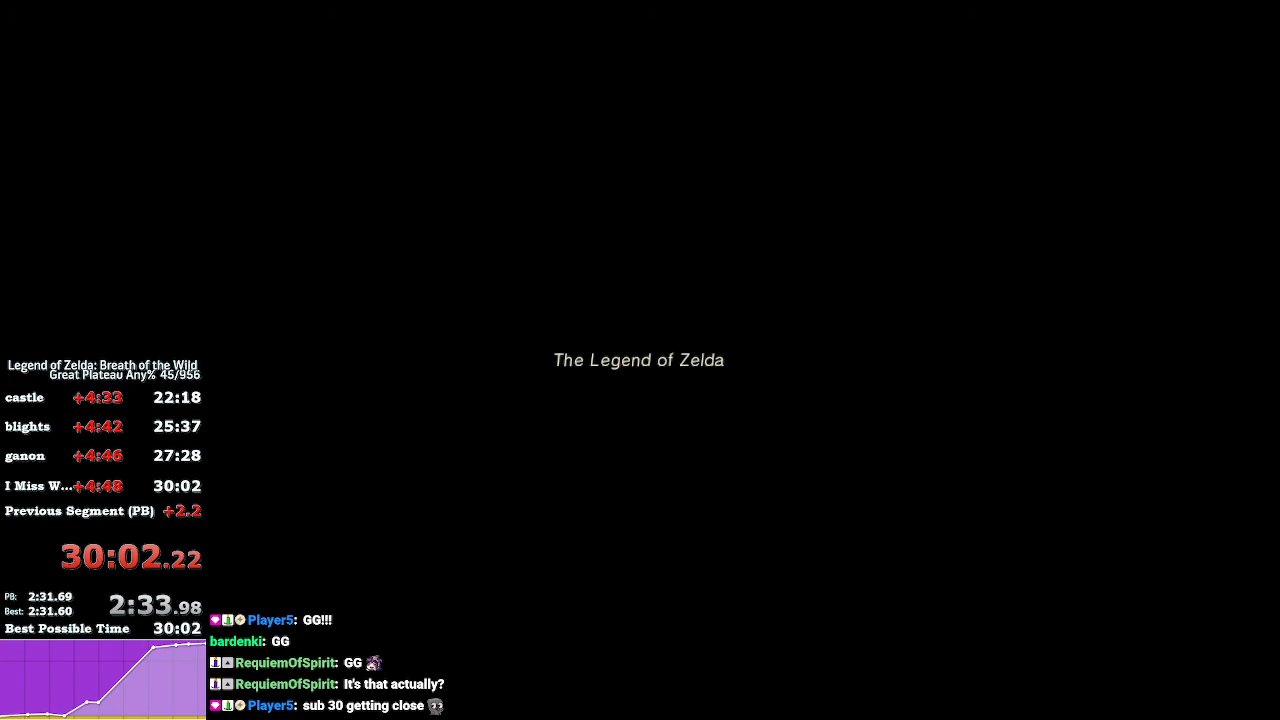 The Legend of Zelda
Legend of Zelda: Breath of the Wild
Great Plateau Any% 45/956
castle +4:33 22:18
blights +4:42 25:37
ganon +4:46 27:28
I Miss W... +4:48 30:02
Previous Segment (PB) +2.2
30:02.22
PB: 2:31.69
Best: 2:31.60
2:33.98
Best Possible Time 30:02
Player5: GG!!!
bardenki: GG
RequiemOfSpirit: GG
RequiemOfSpirit: It's that actually?
Player5: sub 30 getting close